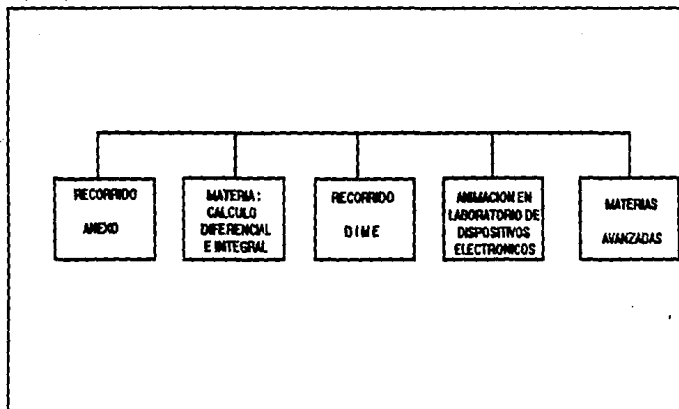 RECORRIDO
ANEXO
MATERIA:
CALCULO
DIFERENCIAL
E INTEGRAL
RECORRIDO
DIME
ANIMACION EN
LABORATORIO DE
DISPOSITIVOS
ELECTRONICOS
MATERIAS
AVANZADAS